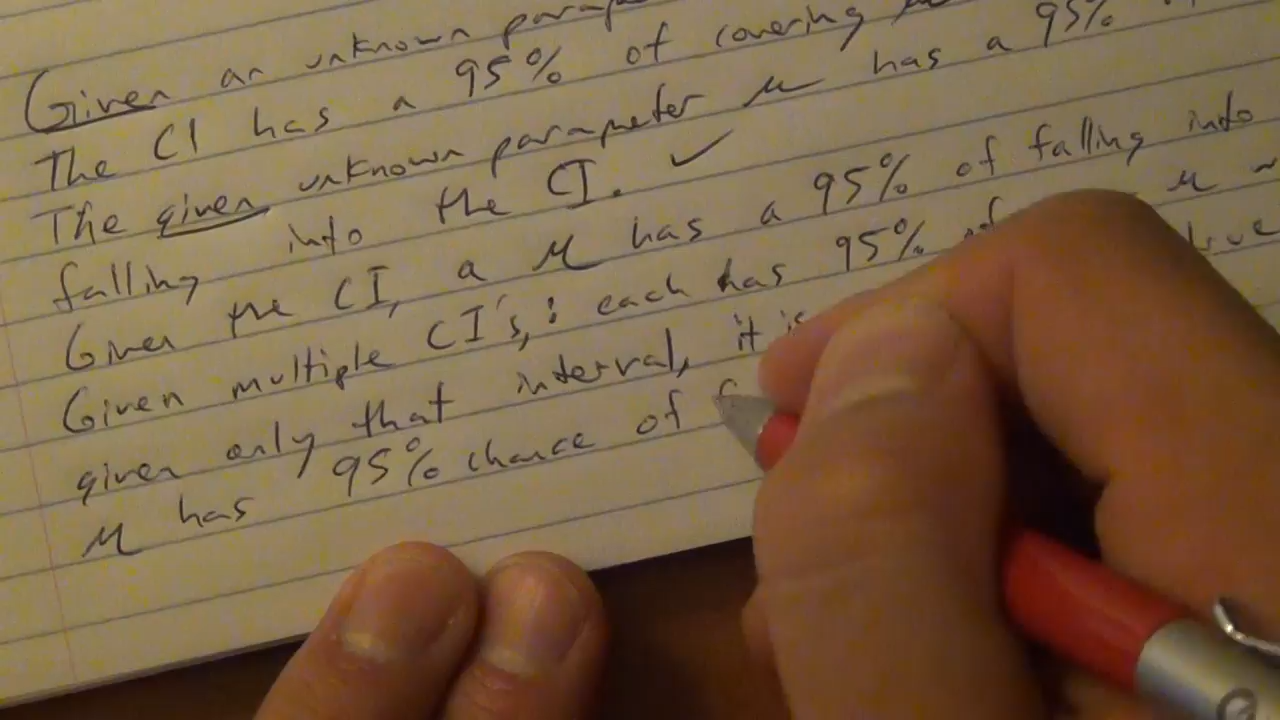 Given an unknown
The CI has a 95% of covering
The given unknown parameter μ has a 95%
falling into the CI. ✓
Given the CI, a μ has a 95% of falling into
Given multiple CI's,: each has 95% of μ
given only that interval, it is
μ has 95% chance of f